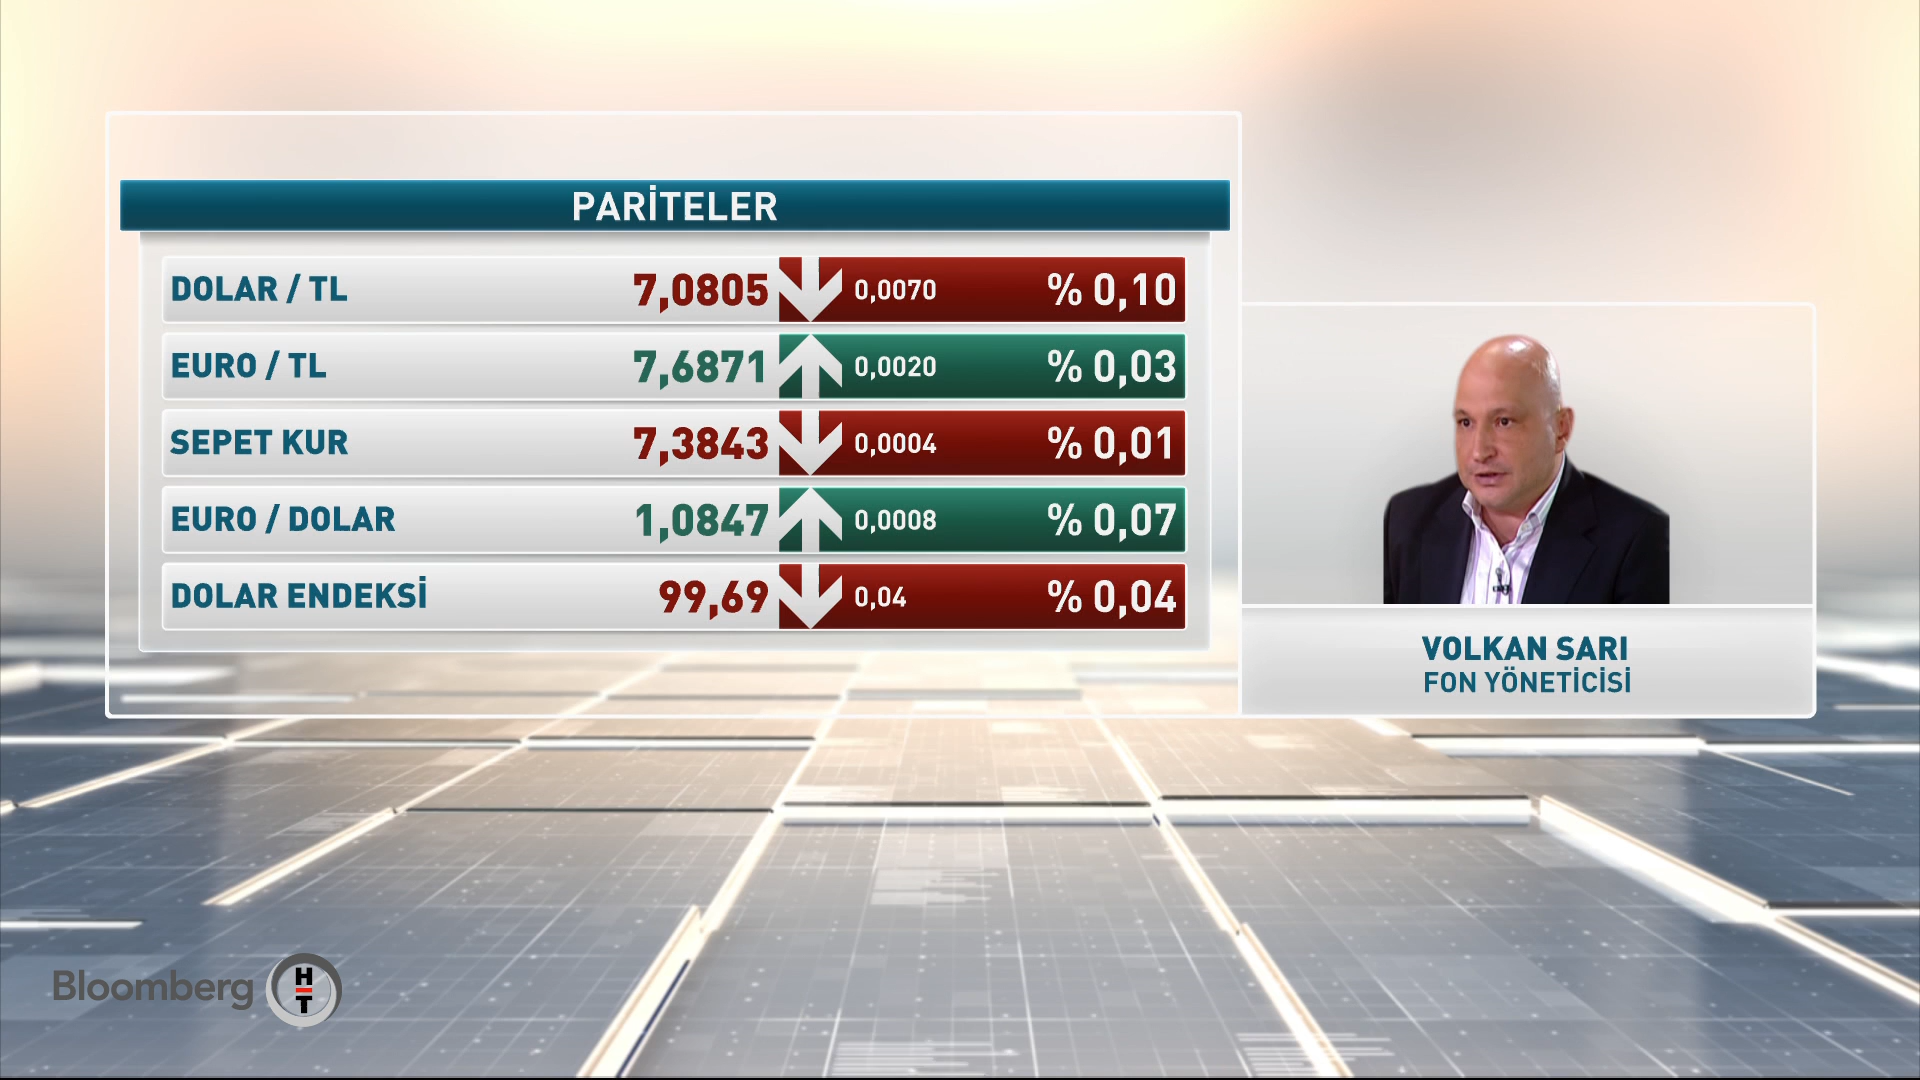 PARİTELER
DOLAR / TL 7,0805 0,0070 % 0,10
EURO / TL 7,6871 0,0020 % 0,03
SEPET KUR 7,3843 0,0004 % 0,01
EURO / DOLAR 1,0847 0,0008 % 0,07
DOLAR ENDEKSİ 99,69 0,04 % 0,04
VOLKAN SARI
FON YÖNETİCİSİ
Bloomberg HT